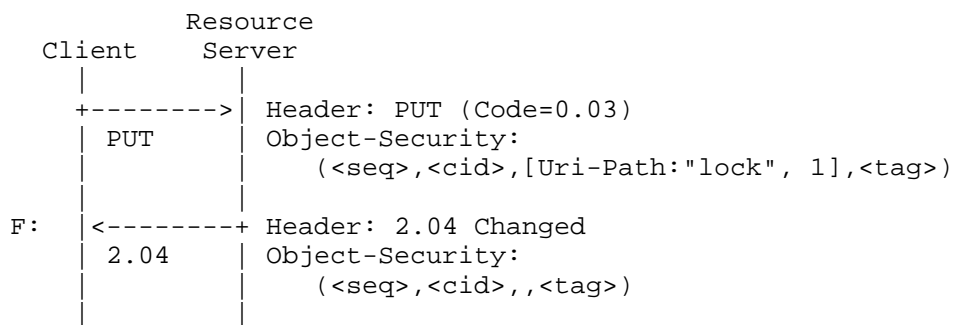 Resource
Client Server
Header: PUT (Code=0.03)
PUT Object-Security:
(<seq>,<cid>,[Uri-Path:"lock", 1],<tag>)
F: Header: 2.04 Changed
2.04 Object-Security:
(<seq>,<cid>,,<tag>)